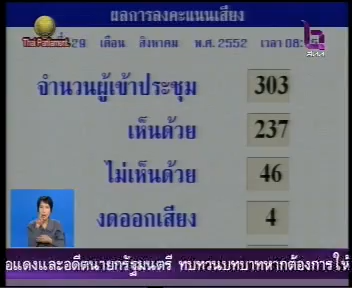 ผลการลงคะแนนเสียง
Thai Parliament
29 เดือน สิงหาคม พ.ศ. 2552 เวลา 08:
จำนวนผู้เข้าประชุม 303
เห็นด้วย 237
ไม่เห็นด้วย 46
งดออกเสียง 4
อแดงและอดีตนายกรัฐมนตรี ทบทวนบทบาทหากต้องการให้